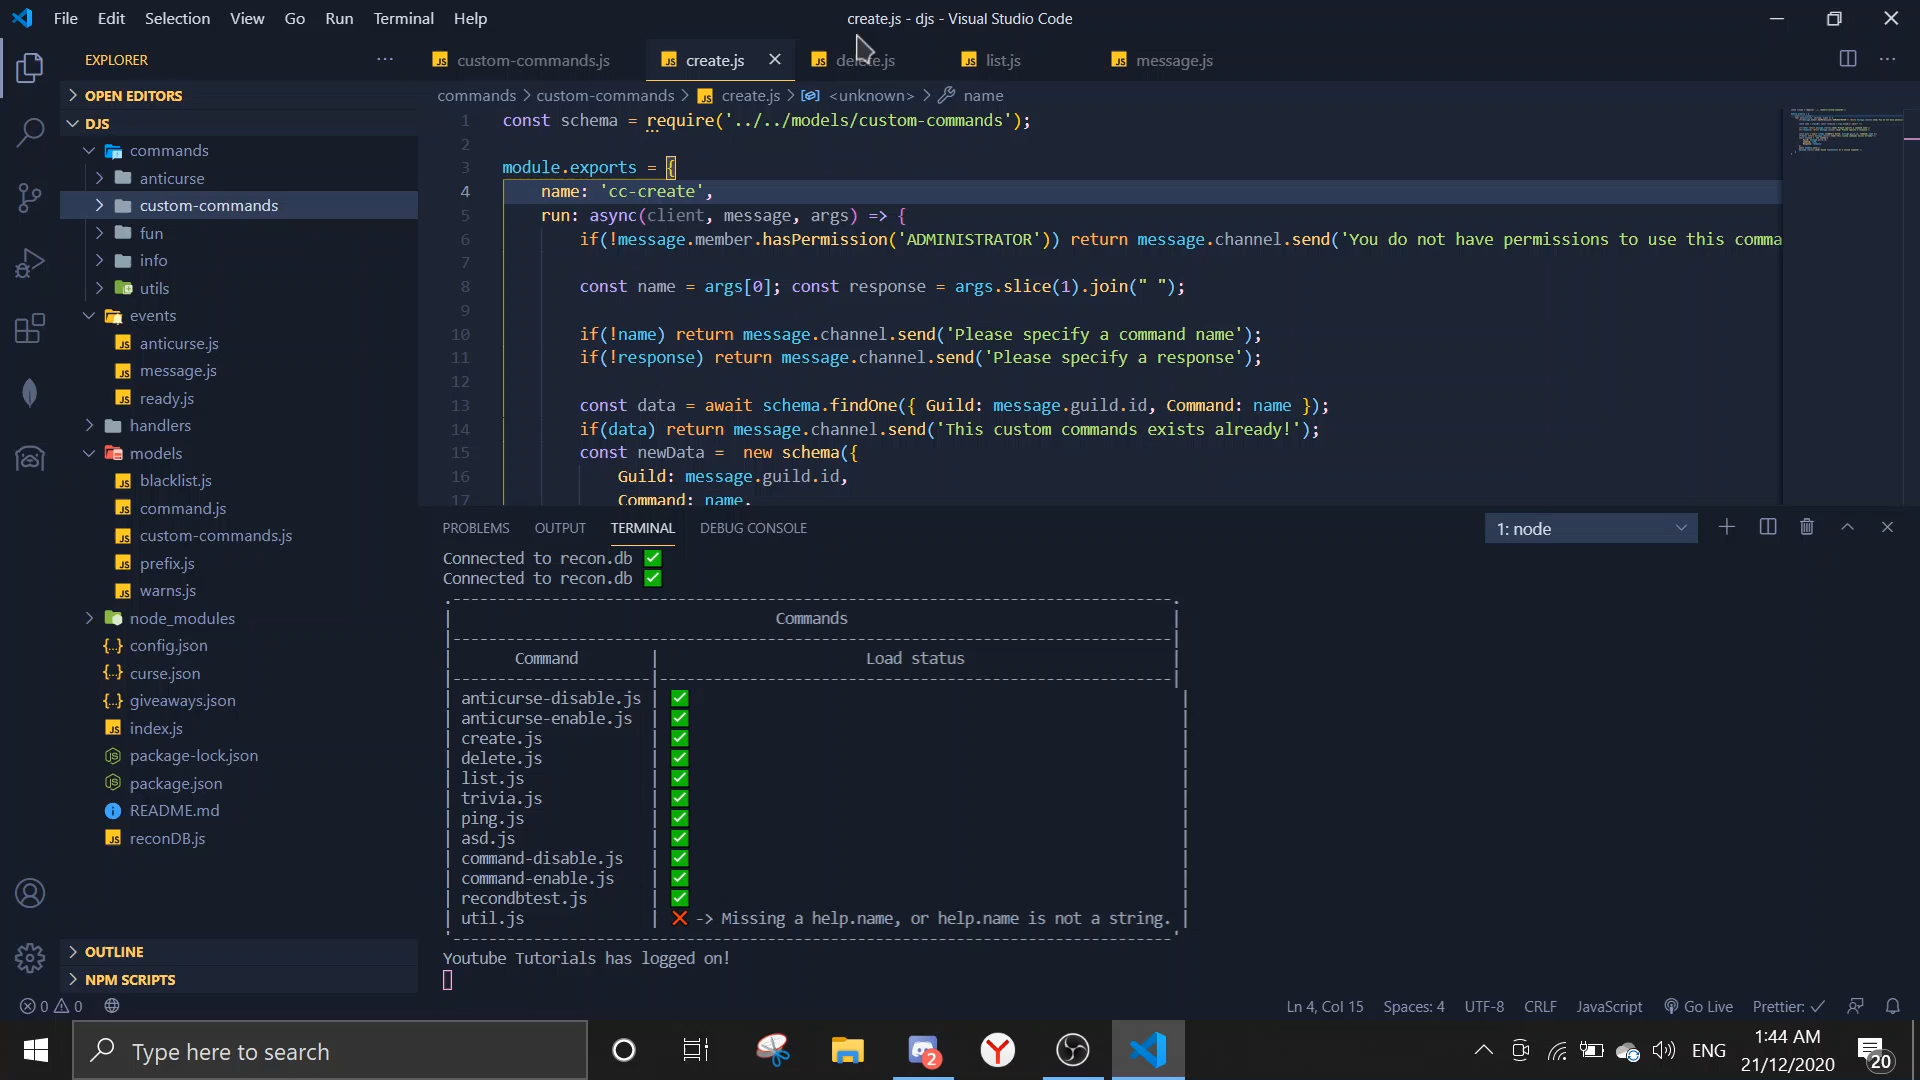 File Edit Selection View Go Run Terminal Help
create.js - djs - Visual Studio Code
EXPLORER
custom-commands.js
create.js
delete.js
list.js
message.js
OPEN EDITORS
DJS
commands
anticurse
custom-commands
fun
info
utils
events
anticurse.js
message.js
ready.js
handlers
models
blacklist.js
command.js
custom-commands.js
prefix.js
warns.js
node_modules
config.json
curse.json
giveaways.json
index.js
package-lock.json
package.json
README.md
reconDB.js
OUTLINE
NPM SCRIPTS
commands > custom-commands > create.js > <unknown> > name
1 const schema = require('../../models/custom-commands');
2
3 module.exports = {
4 name: 'cc-create',
5 run: async(client, message, args) => {
6 if(!message.member.hasPermission('ADMINISTRATOR')) return message.channel.send('You do not have permissions to use this comma
7
8 const name = args[0]; const response = args.slice(1).join(" ");
9
10 if(!name) return message.channel.send('Please specify a command name');
11 if(!response) return message.channel.send('Please specify a response');
12
13 const data = await schema.findOne({ Guild: message.guild.id, Command: name });
14 if(data) return message.channel.send('This custom commands exists already!');
15 const newData = new schema({
16 Guild: message.guild.id,
17 Command: name,
PROBLEMS OUTPUT TERMINAL DEBUG CONSOLE
1: node
Connected to recon.db ✅
Connected to recon.db ✅
.-------------------------------------------------------------------------------.
| Commands |
|-------------------------------------------------------------------------------|
| Command | Load status |
|----------------------|--------------------------------------------------------|
| anticurse-disable.js | ✅ |
| anticurse-enable.js | ✅ |
| create.js | ✅ |
| delete.js | ✅ |
| list.js | ✅ |
| trivia.js | ✅ |
| ping.js | ✅ |
| asd.js | ✅ |
| command-disable.js | ✅ |
| command-enable.js | ✅ |
| recondbtest.js | ✅ |
| util.js | ❌ -> Missing a help.name, or help.name is not a string. |
'-------------------------------------------------------------------------------'
Youtube Tutorials has logged on!
0 0
Ln 4, Col 15 Spaces: 4 UTF-8 CRLF JavaScript Go Live Prettier: ✓
Type here to search
2
ENG
1:44 AM
21/12/2020
20